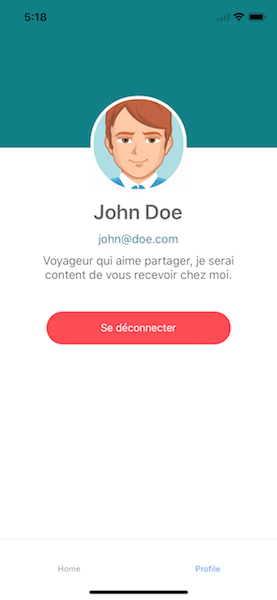 5:18
John Doe
john@doe.com
Voyageur qui aime partager, je serai
content de vous recevoir chez moi.
Se déconnecter
Home
Profile